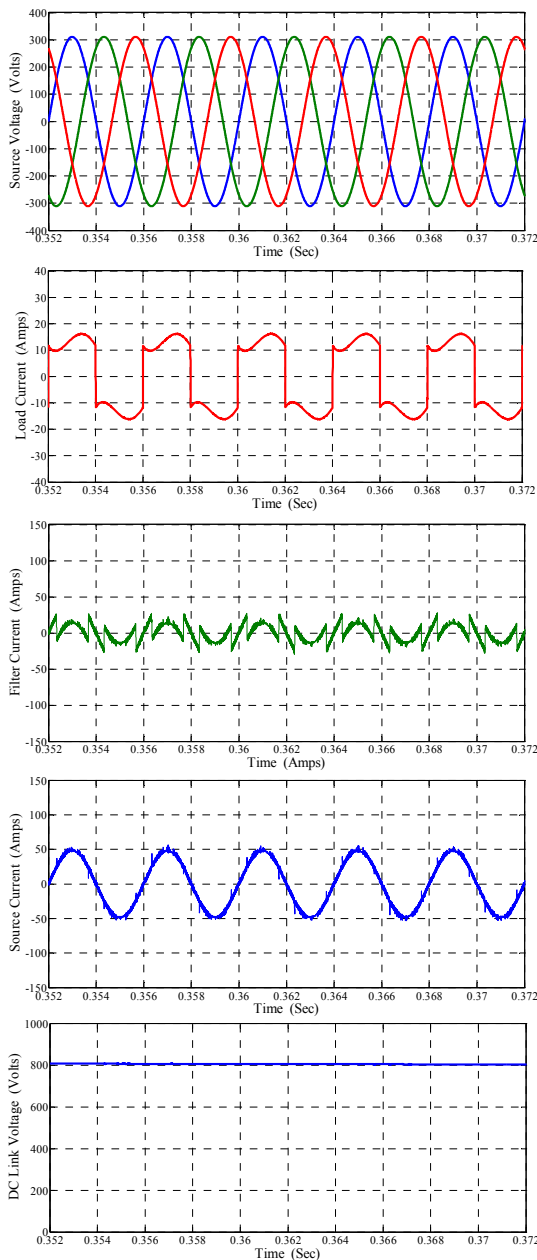 Source Voltage (Volts)
400
300
200
100
0
-100
-200
-300
-400
0.352 0.354 0.356 0.358 0.36 0.362 0.364 0.366 0.368 0.37 0.372
Time (Sec)
Load Current (Amps)
40
30
20
10
0
-10
-20
-30
-40
0.352 0.354 0.356 0.358 0.36 0.362 0.364 0.366 0.368 0.37 0.372
Time (Sec)
Filter Current (Amps)
150
100
50
0
-50
-100
-150
0.352 0.354 0.356 0.358 0.36 0.362 0.364 0.366 0.368 0.37 0.372
Time (Amps)
Source Current (Amps)
150
100
50
0
-50
-100
-150
0.352 0.354 0.356 0.358 0.36 0.362 0.364 0.366 0.368 0.37 0.372
Time (Sec)
DC Link Voltage (Volts)
1000
800
600
400
200
0
0.352 0.354 0.356 0.358 0.36 0.362 0.364 0.366 0.368 0.37 0.372
Time (Sec)